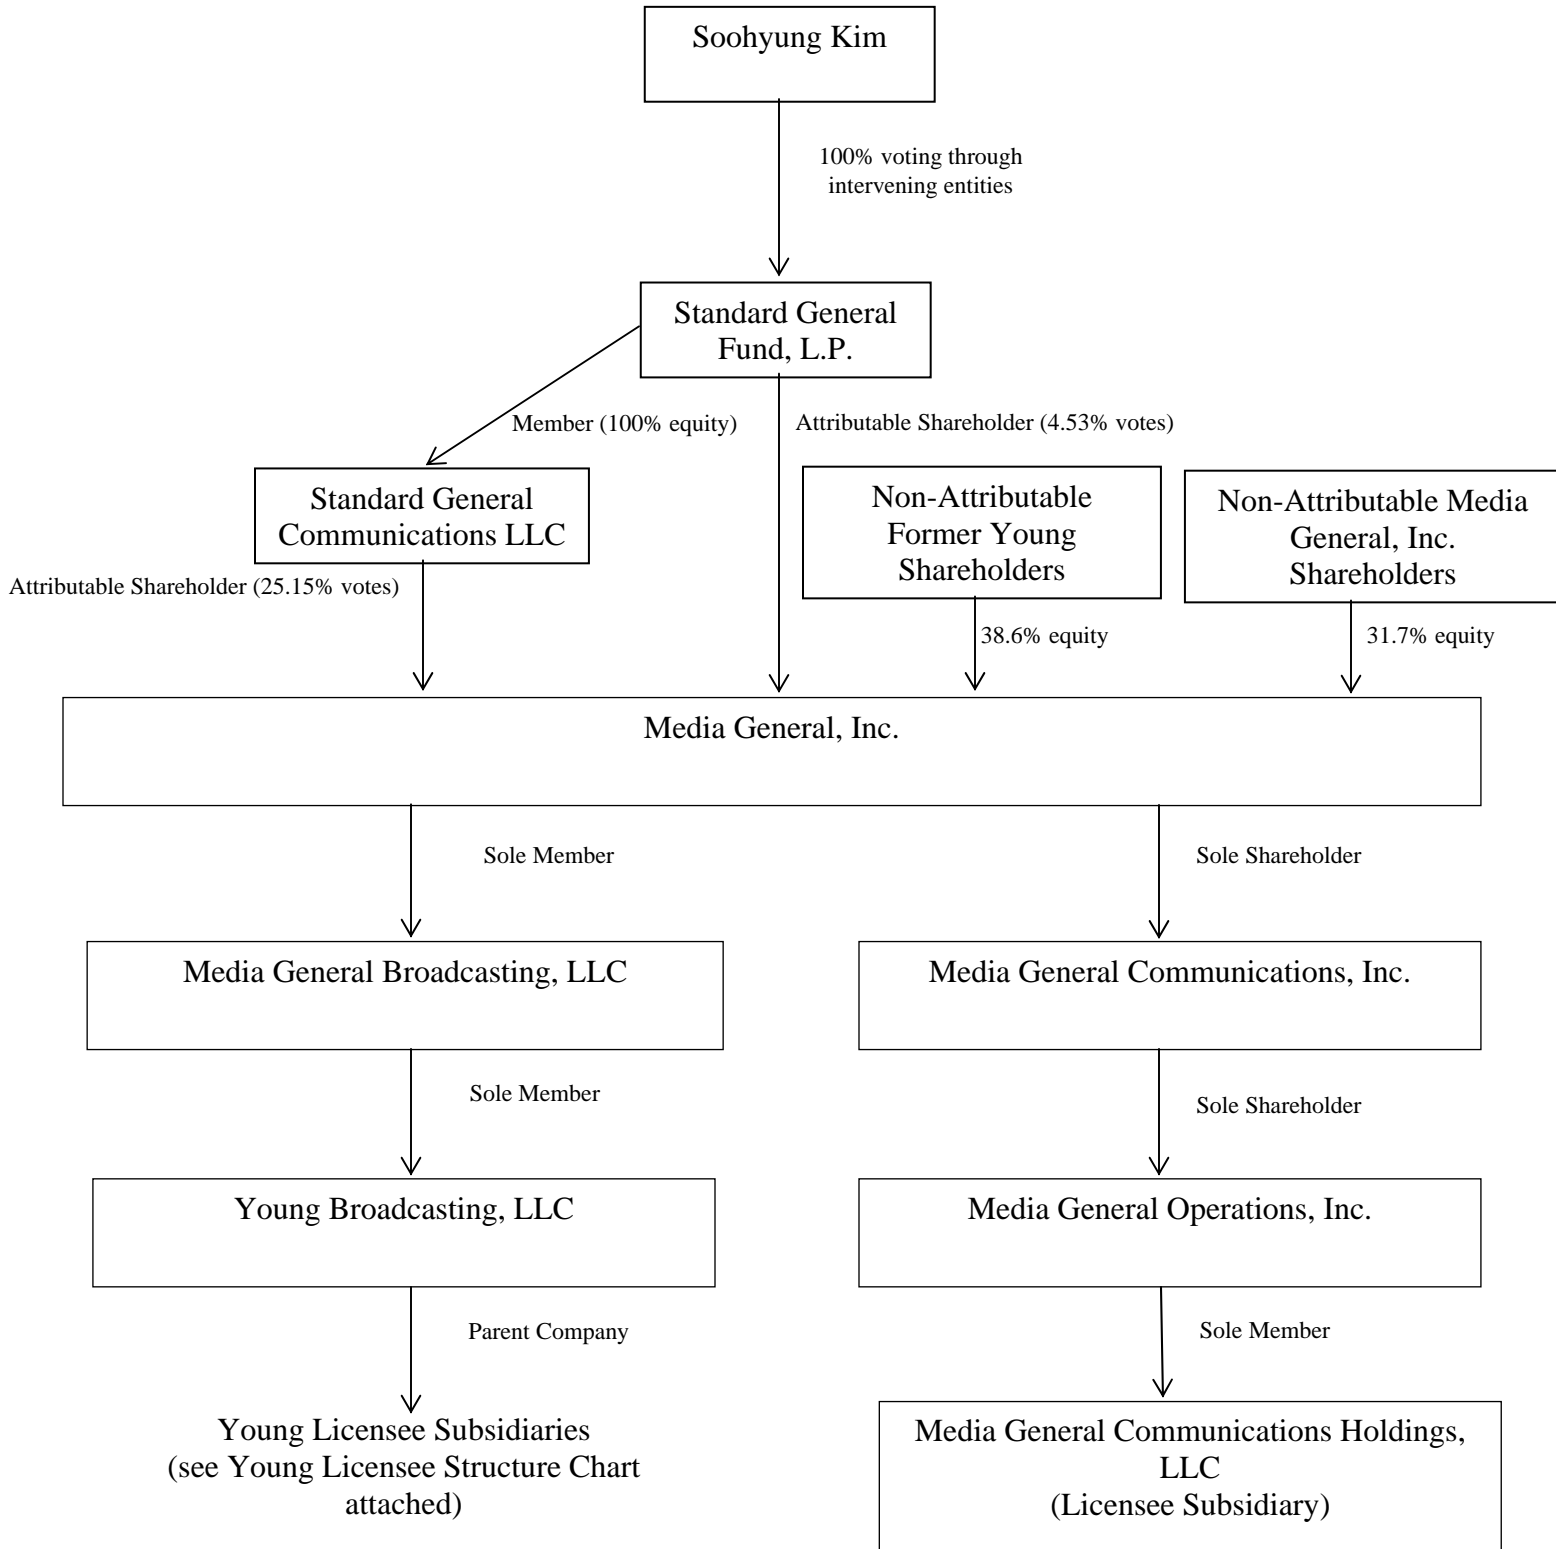 Soohyung Kim
100% voting through
intervening entities
Standard General
Fund, L.P.
Member (100% equity)
Attributable Shareholder (4.53% votes)
Standard General
Communications LLC
Non-Attributable
Former Young
Shareholders
Non-Attributable Media
General, Inc.
Shareholders
Attributable Shareholder (25.15% votes)
38.6% equity
31.7% equity
Media General, Inc.
Sole Member
Sole Shareholder
Media General Broadcasting, LLC
Media General Communications, Inc.
Sole Member
Sole Shareholder
Young Broadcasting, LLC
Media General Operations, Inc.
Parent Company
Sole Member
Young Licensee Subsidiaries
(see Young Licensee Structure Chart
attached)
Media General Communications Holdings,
LLC
(Licensee Subsidiary)